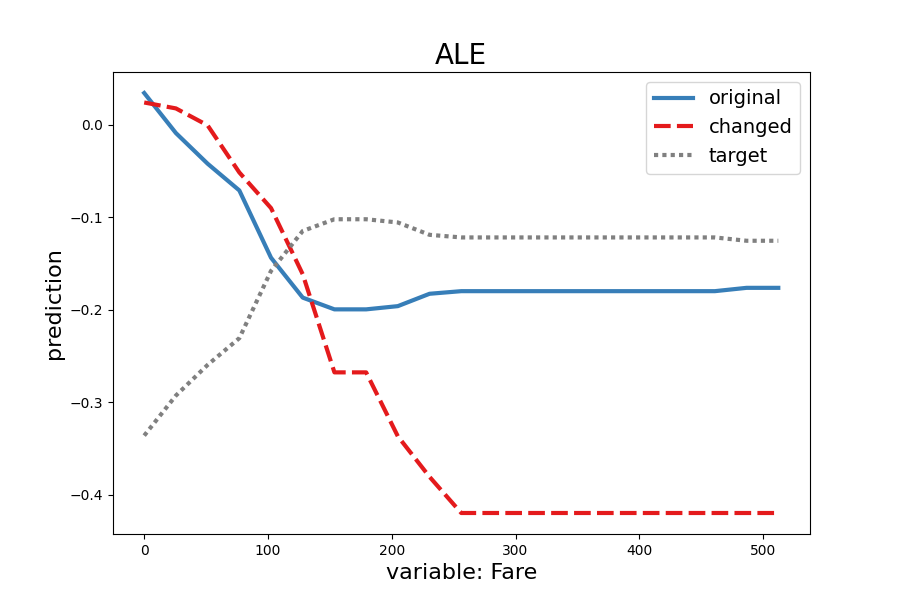 ALE
original
changed
target
0.0
−0.1
−0.2
−0.3
−0.4
prediction
0
100
200
300
400
500
variable: Fare